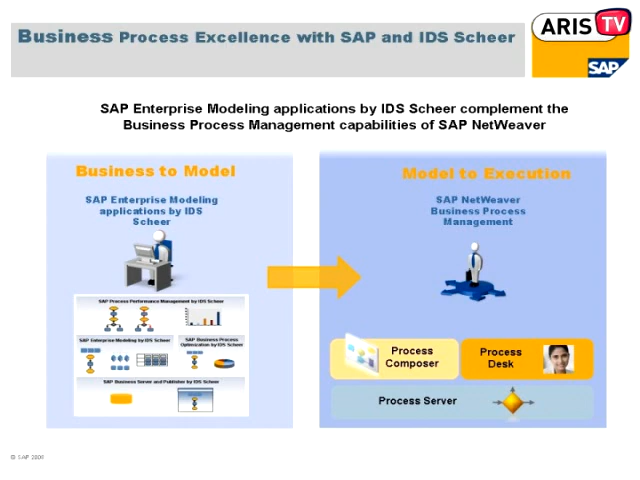 Business Process Excellence with SAP and IDS Scheer
ARIS TV
SAP
SAP Enterprise Modeling applications by IDS Scheer complement the
Business Process Management capabilities of SAP NetWeaver
Business to Model
SAP Enterprise Modeling
applications by IDS
Scheer
SAP Process Performance Management by IDS Scheer
SAP Enterprise Modeling by IDS Scheer
SAP Business Process
Optimization by IDS Scheer
SAP Business Server and Publisher by IDS Scheer
Model to Execution
SAP NetWeaver
Business Process
Management
Process
Composer
Process
Desk
Process Server
© SAP